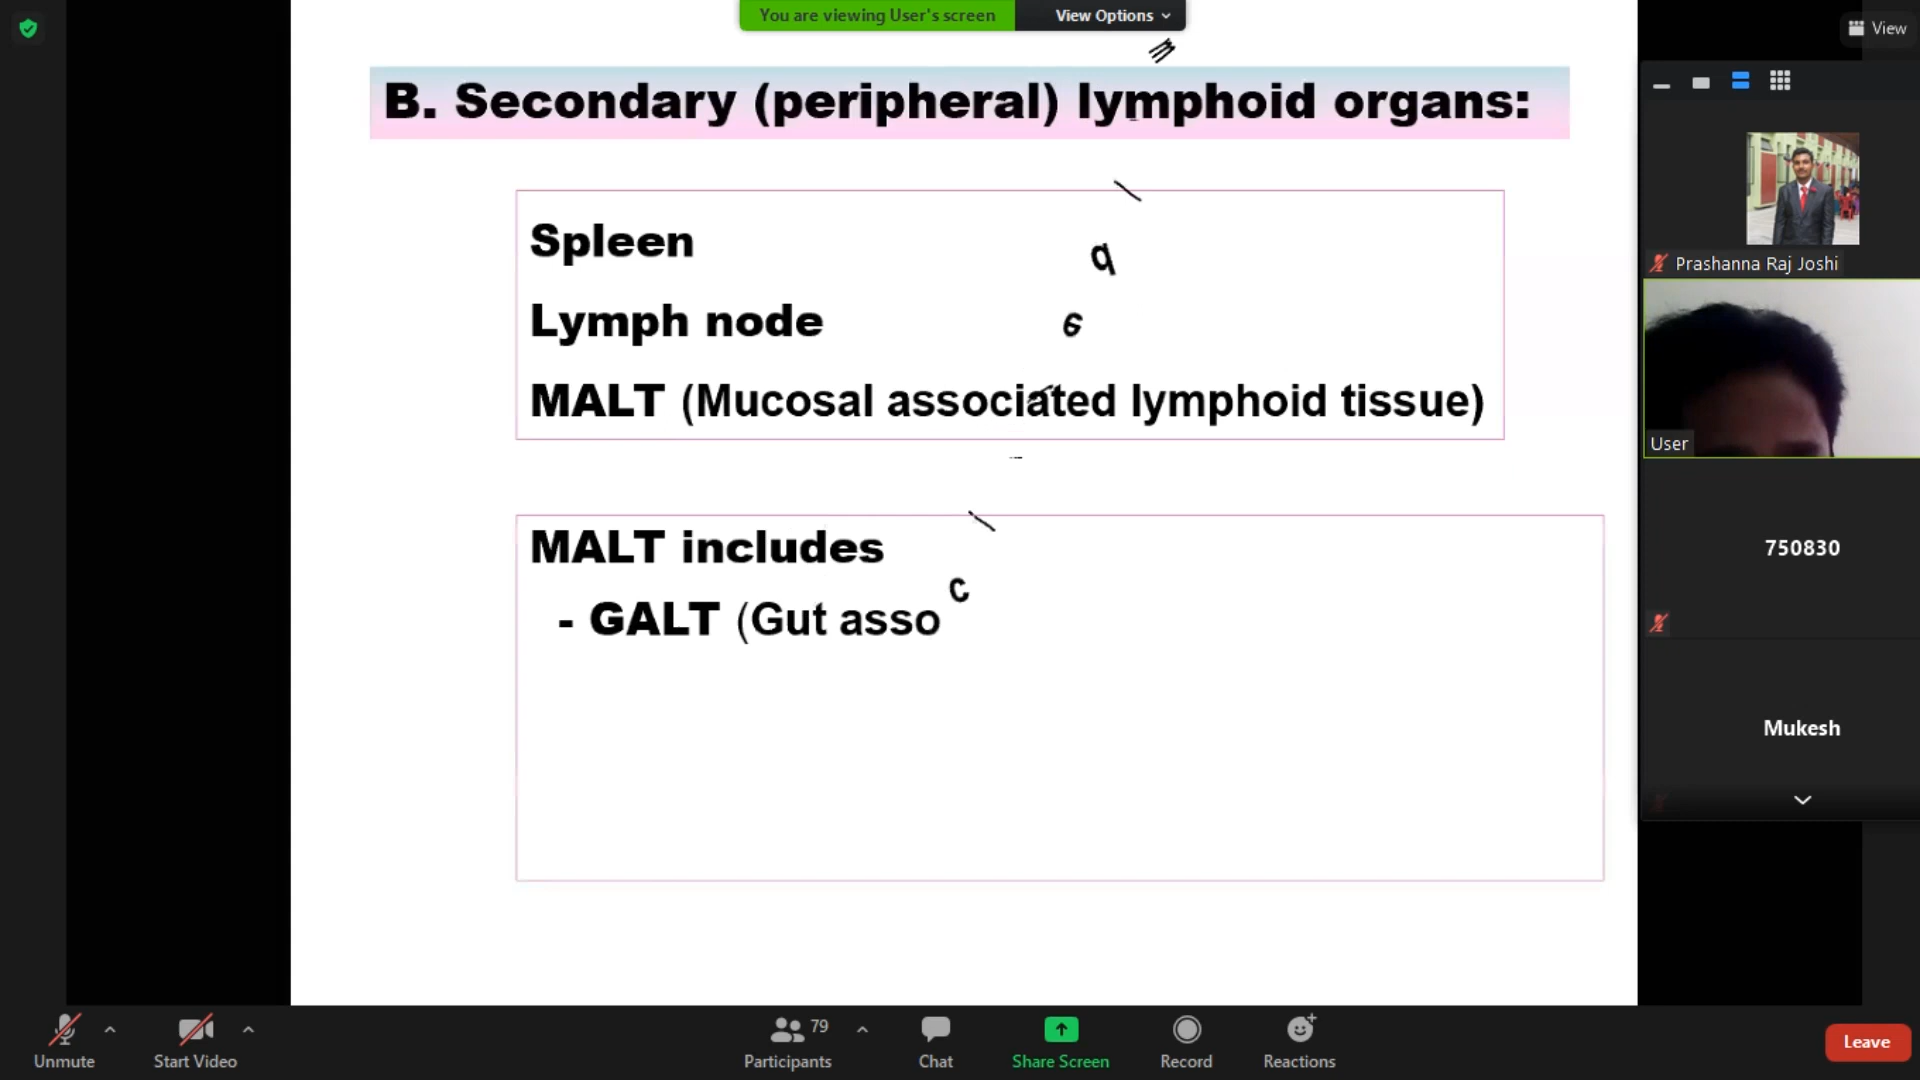 You are viewing User's screen
View Options
View
B. Secondary (peripheral) lymphoid organs:
Spleen
Lymph node
MALT (Mucosal associated lymphoid tissue)
MALT includes
- GALT (Gut assoc
Prashanna Raj Joshi
User
750830
Mukesh
Unmute
Start Video
79
Participants
Chat
Share Screen
Record
Reactions
Leave